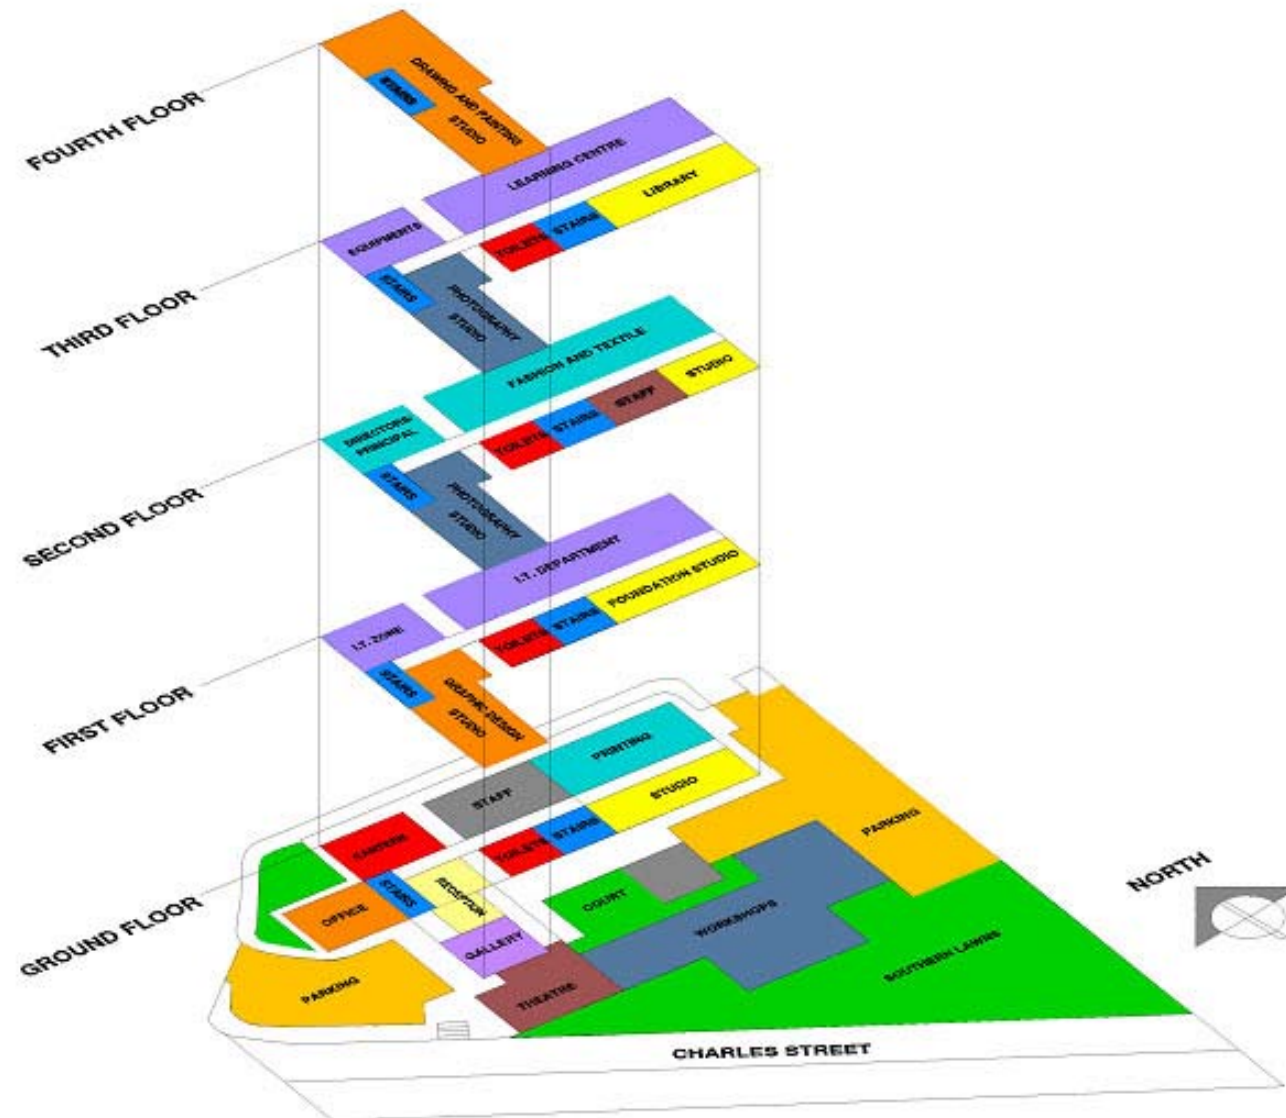 FOURTH FLOOR
DRAWING AND PAINTING
STUDIO
STAIRS
THIRD FLOOR
LEARNING CENTRE
LIBRARY
EQUIPMENTS
TOILETS
STAIRS
STAIRS
PHOTOGRAPHY
STUDIO
SECOND FLOOR
FASHION AND TEXTILE
STUDIO
STAFF
DIRECTORS
PRINCIPAL
TOILETS
STAIRS
STAIRS
PHOTOGRAPHY
STUDIO
FIRST FLOOR
I.T. DEPARTMENT
FOUNDATION STUDIO
I.T. ZONE
TOILETS
STAIRS
STAIRS
GRAPHIC DESIGN
STUDIO
GROUND FLOOR
PRINTING
STAFF
STUDIO
CANTEEN
TOILETS
STAIRS
STAIRS
RECEPTION
OFFICE
GALLERY
COURT
WORKSHOPS
PARKING
THEATRE
PARKING
SOUTHERN LAWNS
NORTH
CHARLES STREET